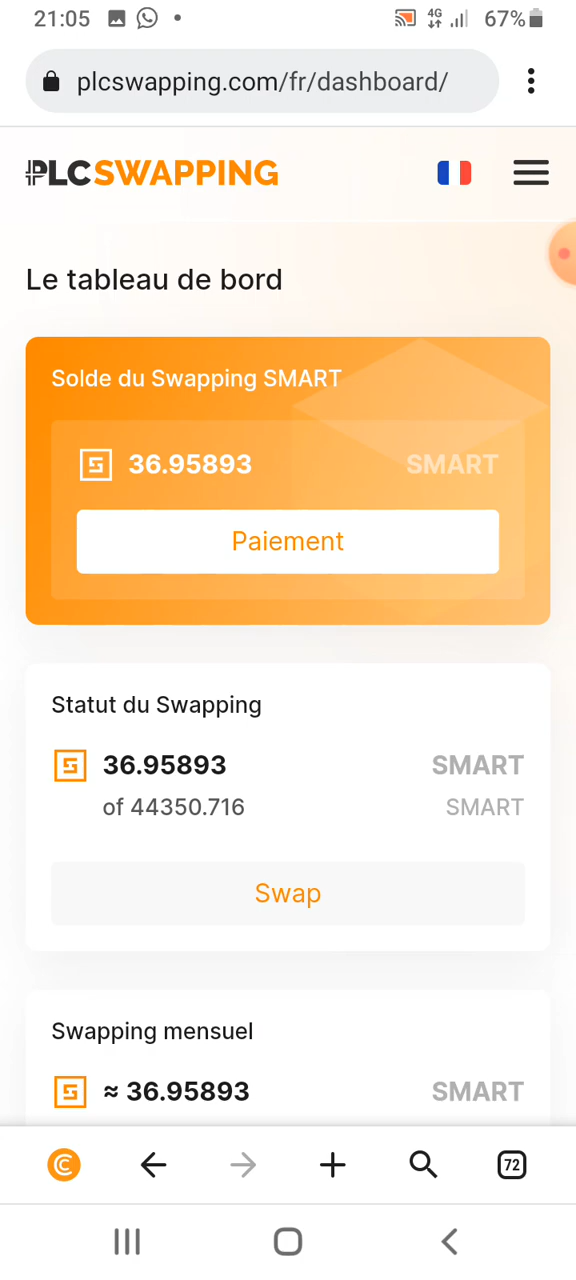 21:05 4G 67%
plcswapping.com/fr/dashboard/
PLCSWAPPING
Le tableau de bord
Solde du Swapping SMART
36.95893 SMART
Paiement
Statut du Swapping
36.95893 SMART
of 44350.716 SMART
Swap
Swapping mensuel
≈ 36.95893 SMART
72